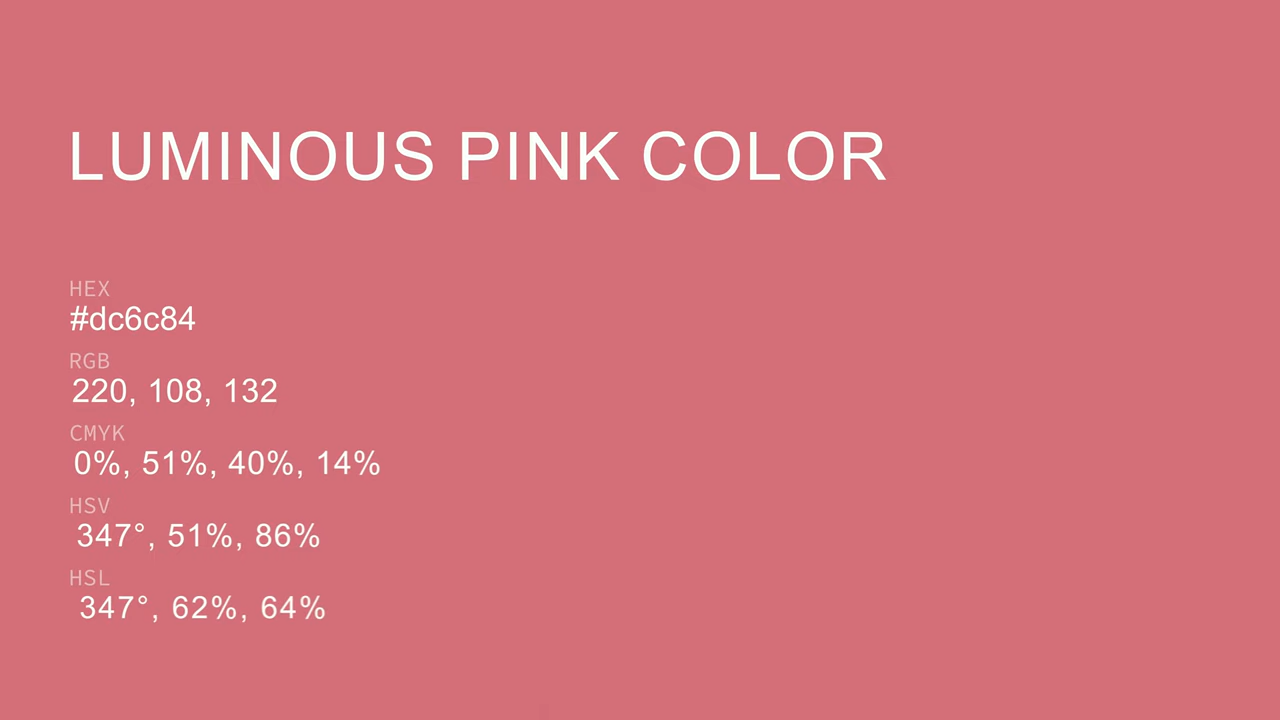 LUMINOUS PINK COLOR
HEX
#dc6c84
RGB
220, 108, 132
CMYK
0%, 51%, 40%, 14%
HSV
347°, 51%, 86%
HSL
347°, 62%, 64%